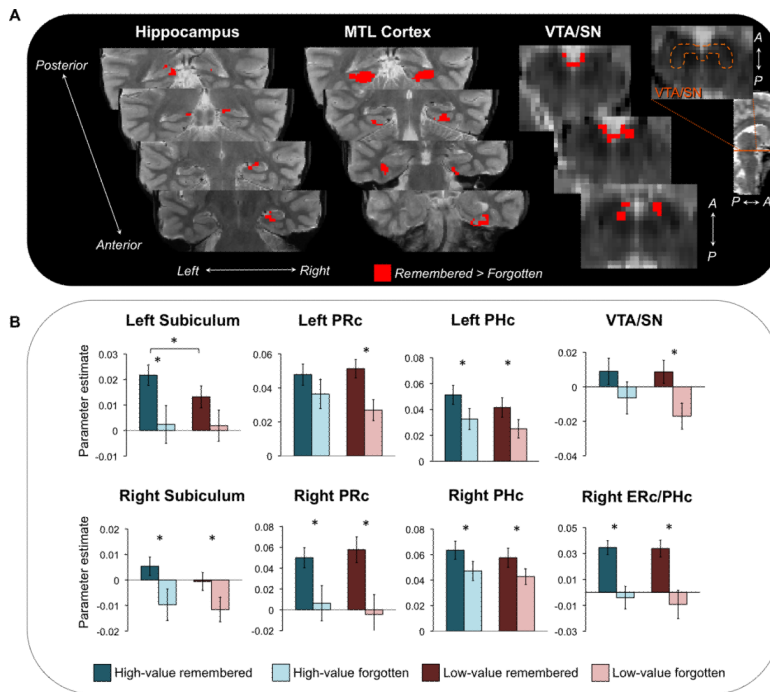 A
Hippocampus
MTL Cortex
VTA/SN
Posterior
Anterior
Left
Right
Remembered > Forgotten
A
P
VTA/SN
P
A
A
P
B
Left Subiculum
Left PRc
Left PHc
VTA/SN
Parameter estimate
0.03
0.02
0.01
0
-0.01
*
*
0.06
0.04
0.02
0
*
0.08
0.06
0.04
0.02
0
*
*
0.02
0
-0.02
-0.04
*
Right Subiculum
Right PRc
Right PHc
Right ERc/PHc
Parameter estimate
0.02
0.01
0
-0.01
-0.02
*
*
0.08
0.06
0.04
0.02
0
-0.02
*
*
0.08
0.06
0.04
0.02
0
*
*
0.05
0.03
0.01
-0.01
-0.03
*
*
High-value remembered
High-value forgotten
Low-value remembered
Low-value forgotten